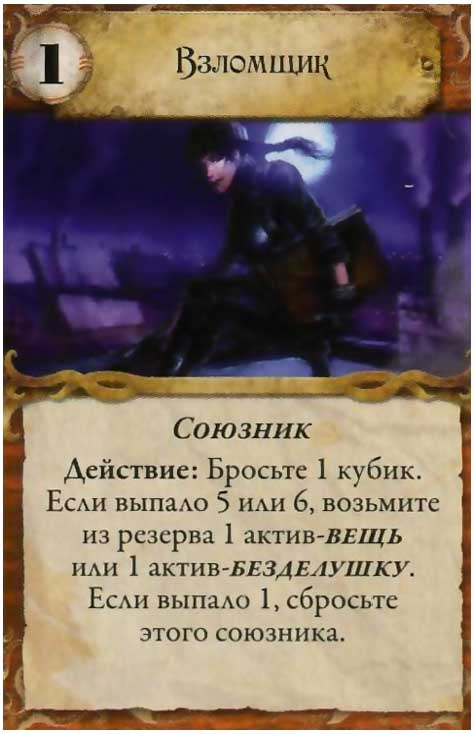 1
Взломщик
Союзник
Действие: Бросьте 1 кубик.
Если выпало 5 или 6, возьмите
из резерва 1 актив-ВЕЩЬ
или 1 актив-БЕЗДЕЛУШКУ.
Если выпало 1, сбросьте
этого союзника.